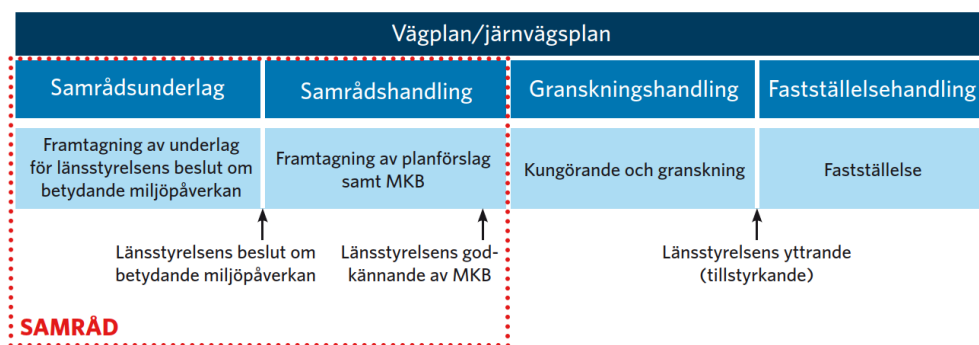 Vägplan/järnvägsplan
Samrådsunderlag
Samrådshandling
Granskningshandling
Fastställelsehandling
Framtagning av underlag
för länsstyrelsens beslut om
betydande miljöpåverkan
Framtagning av planförslag
samt MKB
Kungörande och granskning
Fastställelse
Länsstyrelsens beslut om
betydande miljöpåverkan
Länsstyrelsens god-
kännande av MKB
Länsstyrelsens yttrande
(tillstyrkande)
SAMRÅD